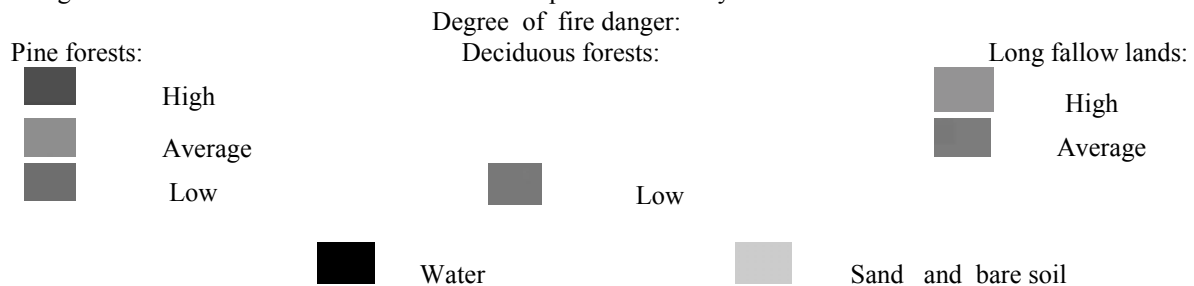 Degree of fire danger:
Pine forests: Deciduous forests: Long fallow lands:
High High
Average Average
Low Low
Water Sand and bare soil